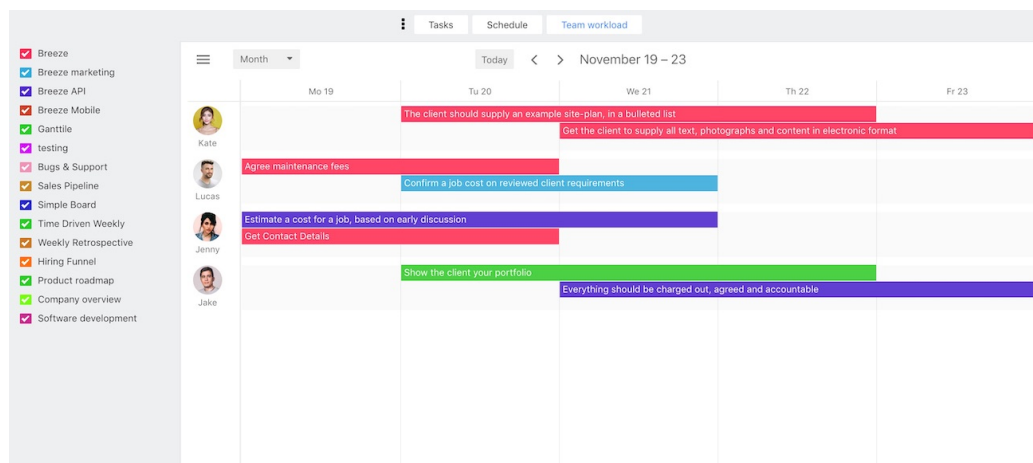 Tasks
Schedule
Team workload
Breeze
Breeze marketing
Breeze API
Breeze Mobile
Ganttile
testing
Bugs & Support
Sales Pipeline
Simple Board
Time Driven Weekly
Weekly Retrospective
Hiring Funnel
Product roadmap
Company overview
Software development
Month
Today
November 19 – 23
Mo 19
Tu 20
We 21
Th 22
Fr 23
Kate
The client should supply an example site-plan, in a bulleted list
Get the client to supply all text, photographs and content in electronic format
Lucas
Agree maintenance fees
Confirm a job cost on reviewed client requirements
Jenny
Estimate a cost for a job, based on early discussion
Get Contact Details
Jake
Show the client your portfolio
Everything should be charged out, agreed and accountable